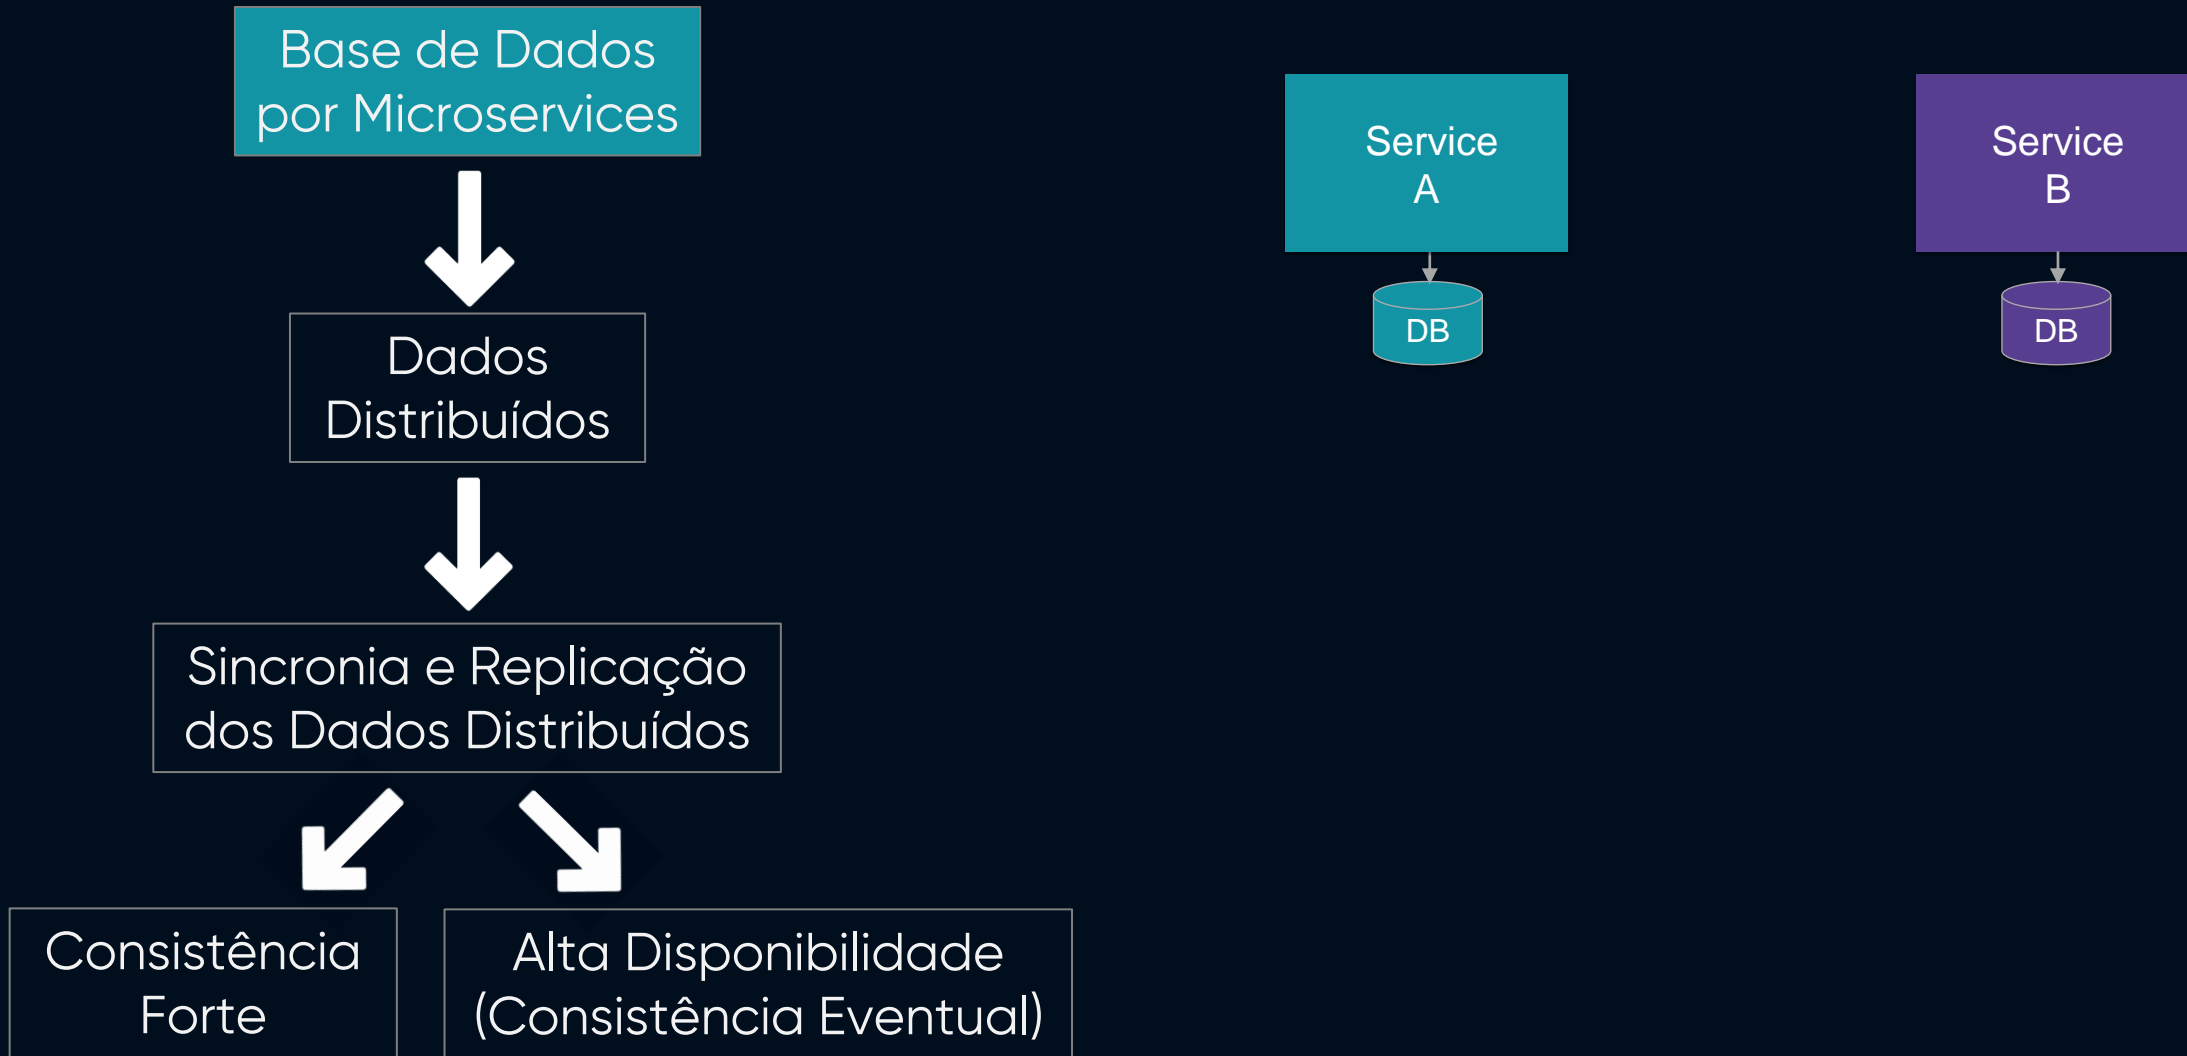 Base de Dados
por Microservices
Dados
Distribuídos
Sincronia e Replicação
dos Dados Distribuídos
Consistência
Forte
Alta Disponibilidade
(Consistência Eventual)
Service
A
DB
Service
B
DB